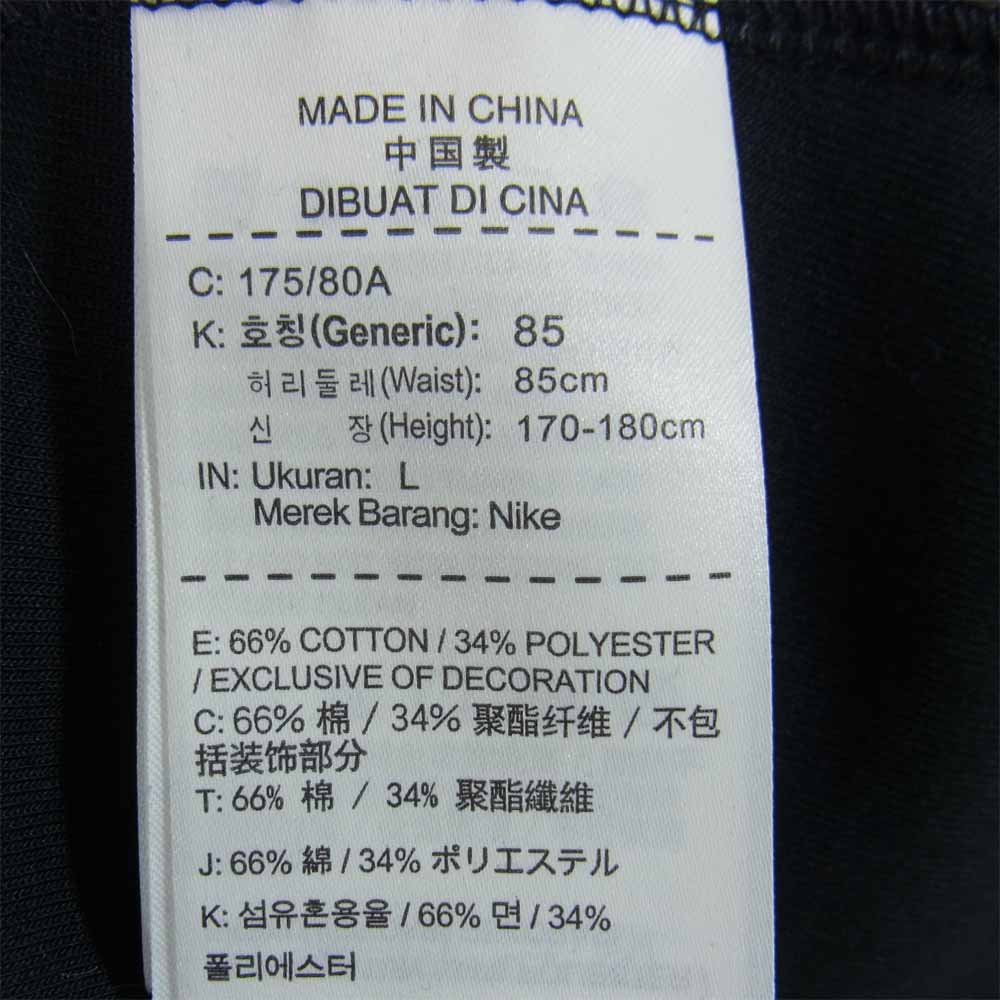 MADE IN CHINA
中国製
DIBUAT DI CINA
C: 175/80A
K: 호칭(Generic): 85
허리둘레(Waist): 85cm
신 장(Height): 170-180cm
IN: Ukuran: L
Merek Barang: Nike
E: 66% COTTON / 34% POLYESTER
/ EXCLUSIVE OF DECORATION
C: 66% 棉 / 34% 聚酯纤维 / 不包
括装饰部分
T: 66% 棉 / 34% 聚酯纖維
J: 66% 綿 / 34% ポリエステル
K: 섬유혼용율 / 66% 면 / 34%
폴리에스터